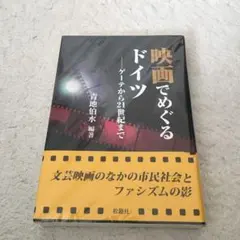 映画でめぐる
ドイツ
──ゲーテから21世紀まで
青地伯水 編著
文芸映画のなかの市民社会と
ファシズムの影
松籟社